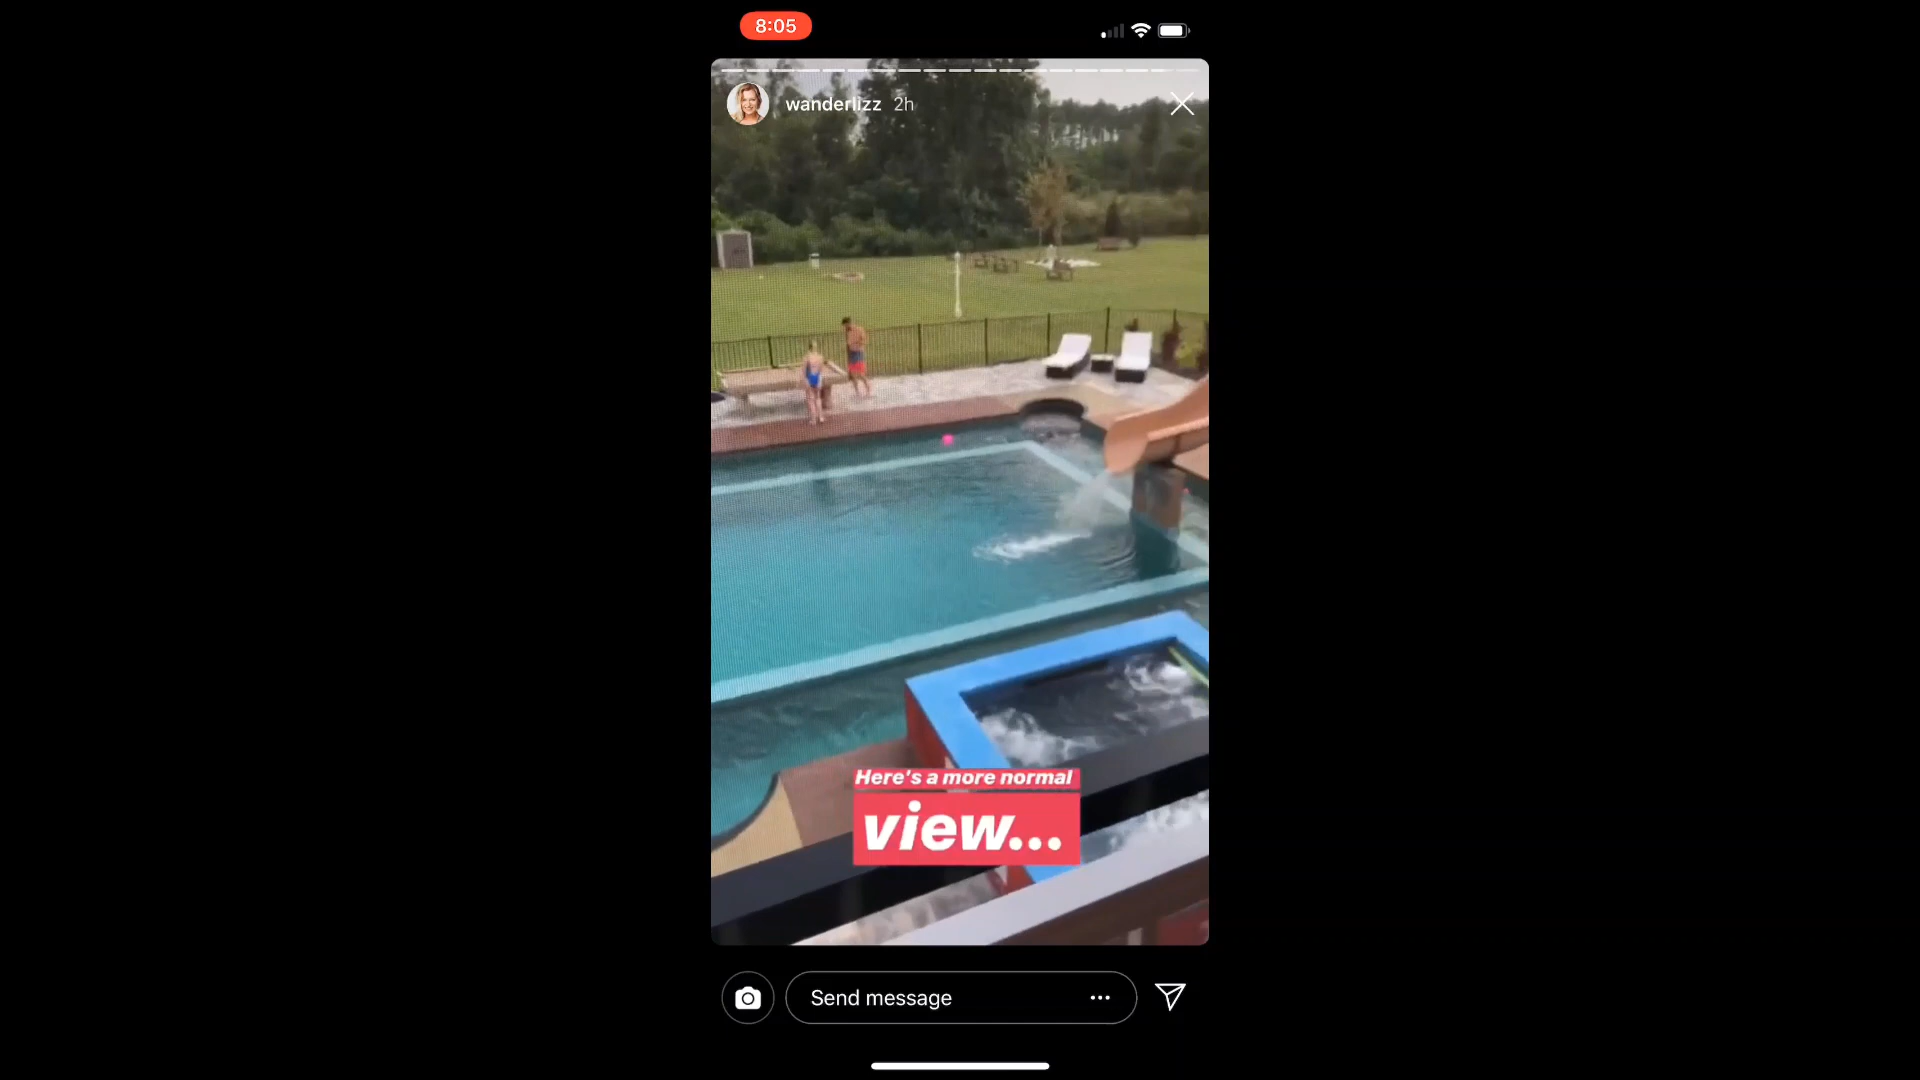 8:05
wanderlizz 2h
Here's a more normal
view...
Send message